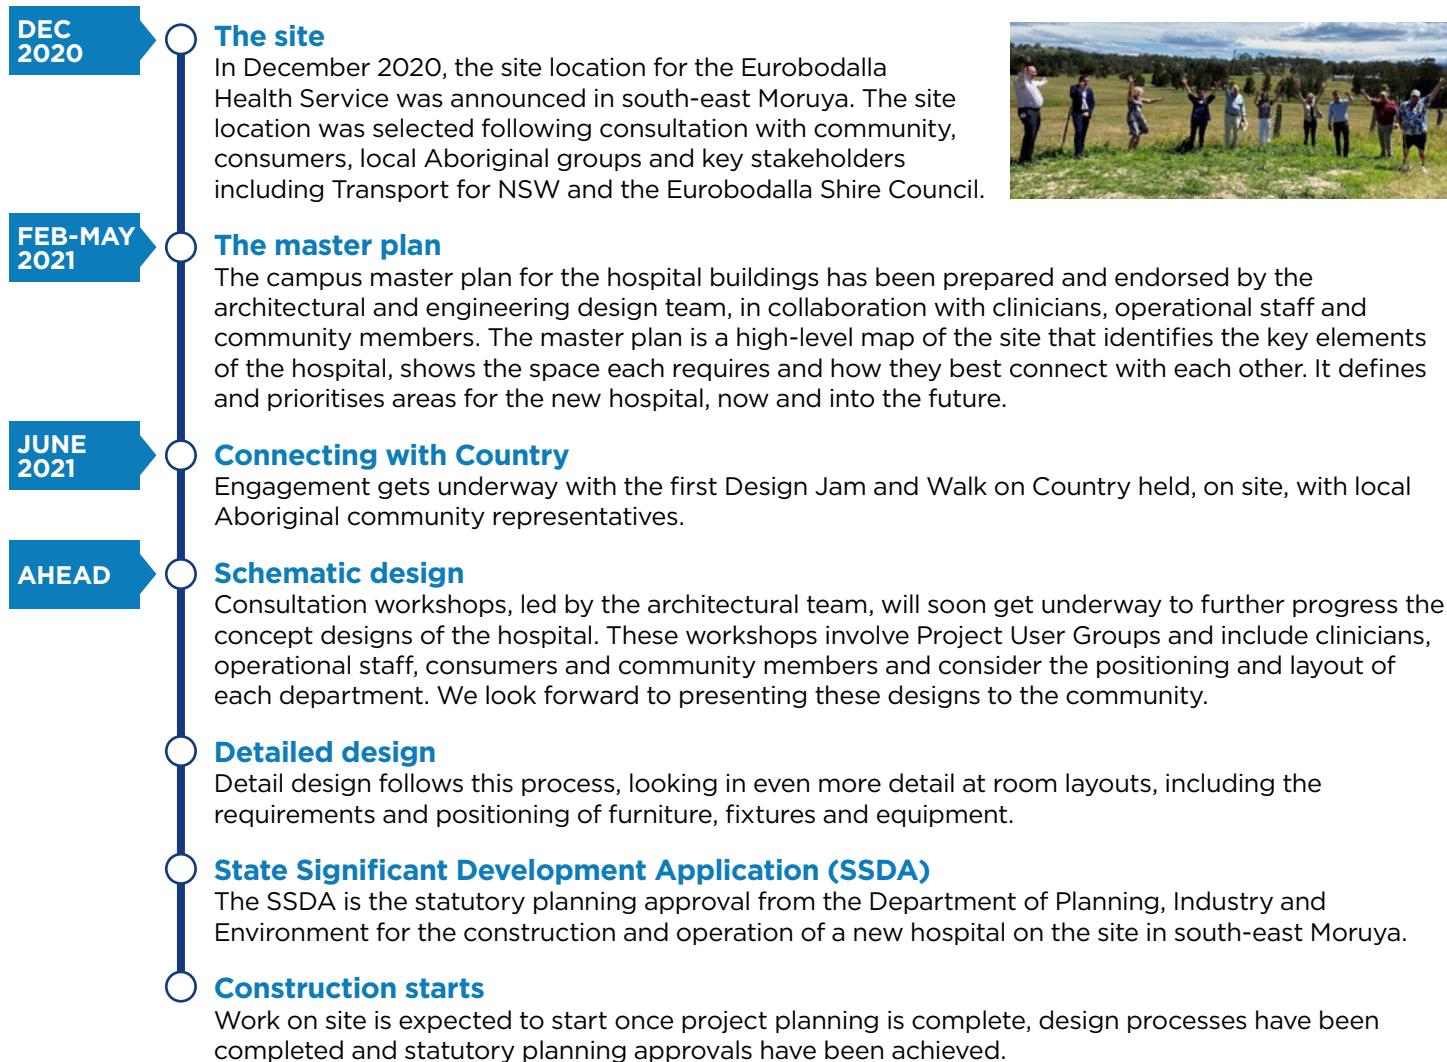 DEC
2020
The site
In December 2020, the site location for the Eurobodalla
Health Service was announced in south-east Moruya. The site
location was selected following consultation with community,
consumers, local Aboriginal groups and key stakeholders
including Transport for NSW and the Eurobodalla Shire Council.
FEB-MAY
2021
The master plan
The campus master plan for the hospital buildings has been prepared and endorsed by the
architectural and engineering design team, in collaboration with clinicians, operational staff and
community members. The master plan is a high-level map of the site that identifies the key elements
of the hospital, shows the space each requires and how they best connect with each other. It defines
and prioritises areas for the new hospital, now and into the future.
JUNE
2021
Connecting with Country
Engagement gets underway with the first Design Jam and Walk on Country held, on site, with local
Aboriginal community representatives.
AHEAD
Schematic design
Consultation workshops, led by the architectural team, will soon get underway to further progress the
concept designs of the hospital. These workshops involve Project User Groups and include clinicians,
operational staff, consumers and community members and consider the positioning and layout of
each department. We look forward to presenting these designs to the community.
Detailed design
Detail design follows this process, looking in even more detail at room layouts, including the
requirements and positioning of furniture, fixtures and equipment.
State Significant Development Application (SSDA)
The SSDA is the statutory planning approval from the Department of Planning, Industry and
Environment for the construction and operation of a new hospital on the site in south-east Moruya.
Construction starts
Work on site is expected to start once project planning is complete, design processes have been
completed and statutory planning approvals have been achieved.